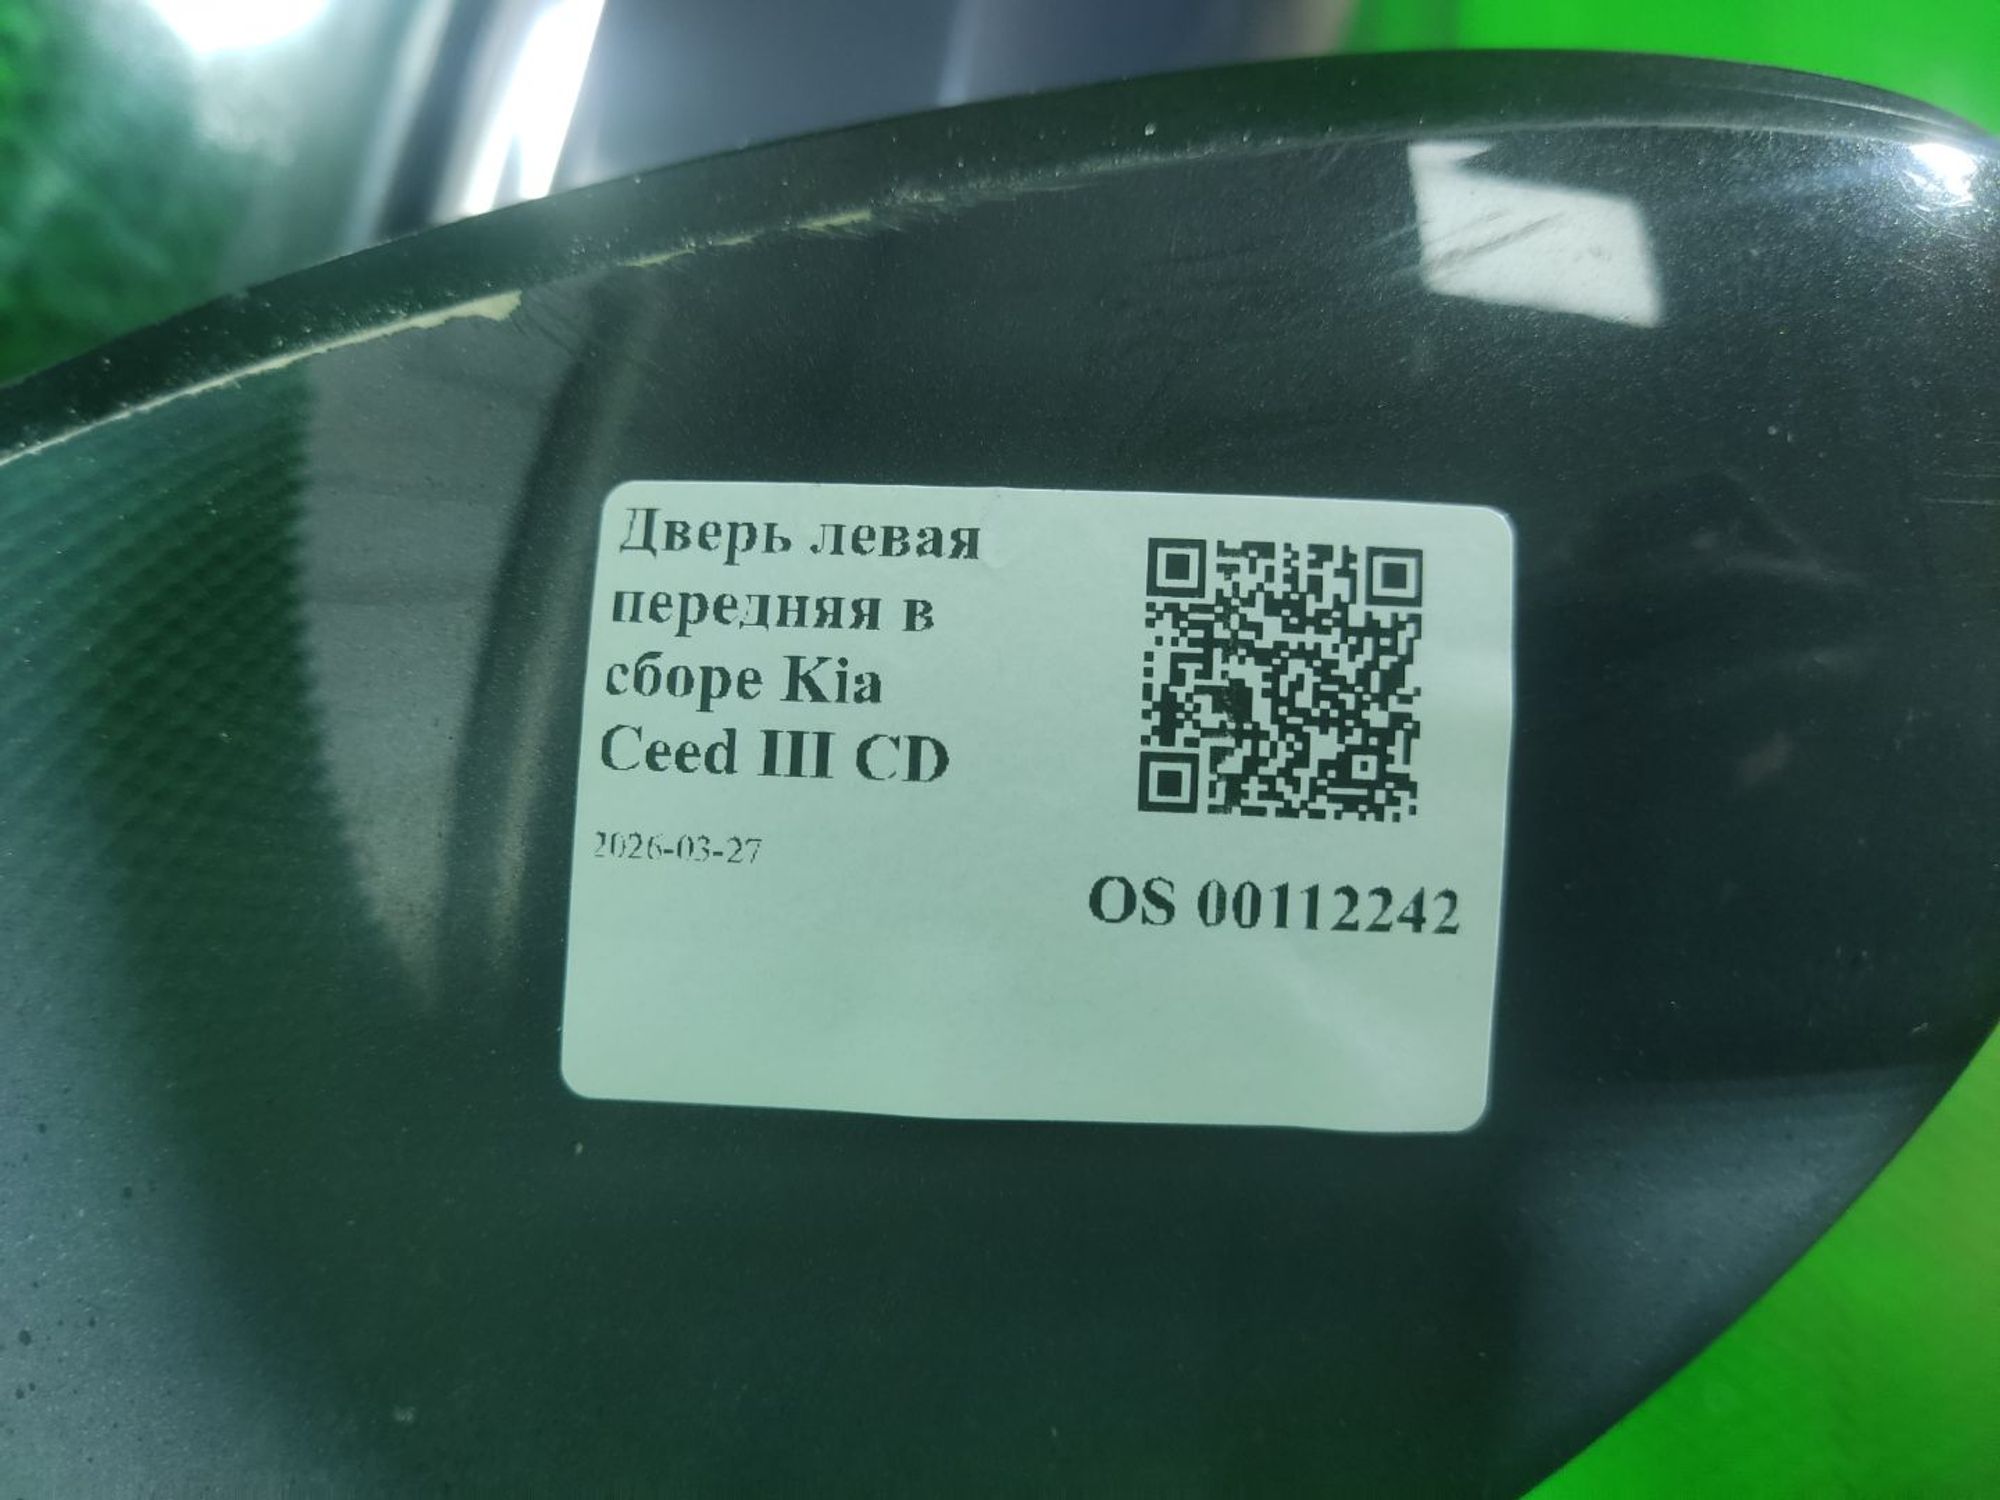 Дверь левая
передняя в
сборе Kia
Ceed III CD
2026-03-27
OS 00112242